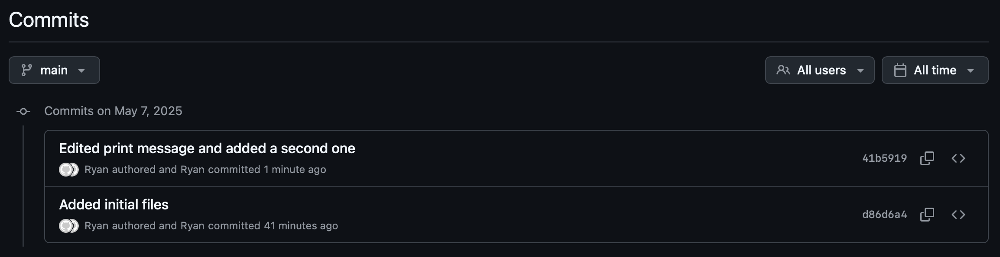 Commits
main
All users
All time
Commits on May 7, 2025
Edited print message and added a second one
Ryan authored and Ryan committed 1 minute ago
41b5919
Added initial files
Ryan authored and Ryan committed 41 minutes ago
d86d6a4